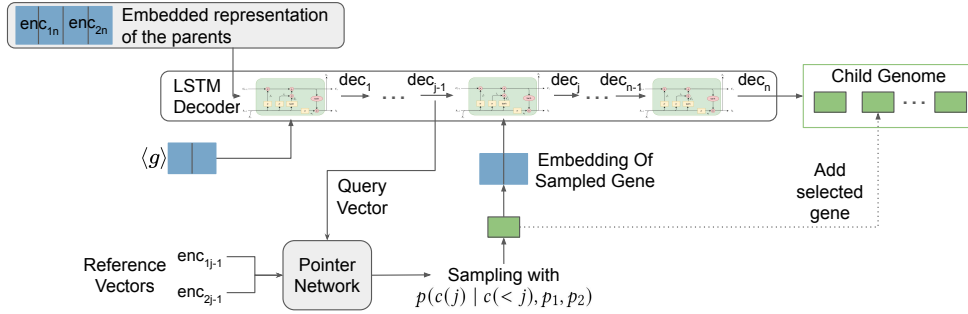 enc1n enc2n
Embedded representation
of the parents
LSTM
Decoder
dec1
...
decj-1
decj
...
decn-1
decn
Child Genome
...
⟨g⟩
Query
Vector
Embedding Of
Sampled Gene
Add
selected
gene
Reference
Vectors
enc1j-1
enc2j-1
Pointer
Network
Sampling with
p(c(j) | c(< j), p1, p2)